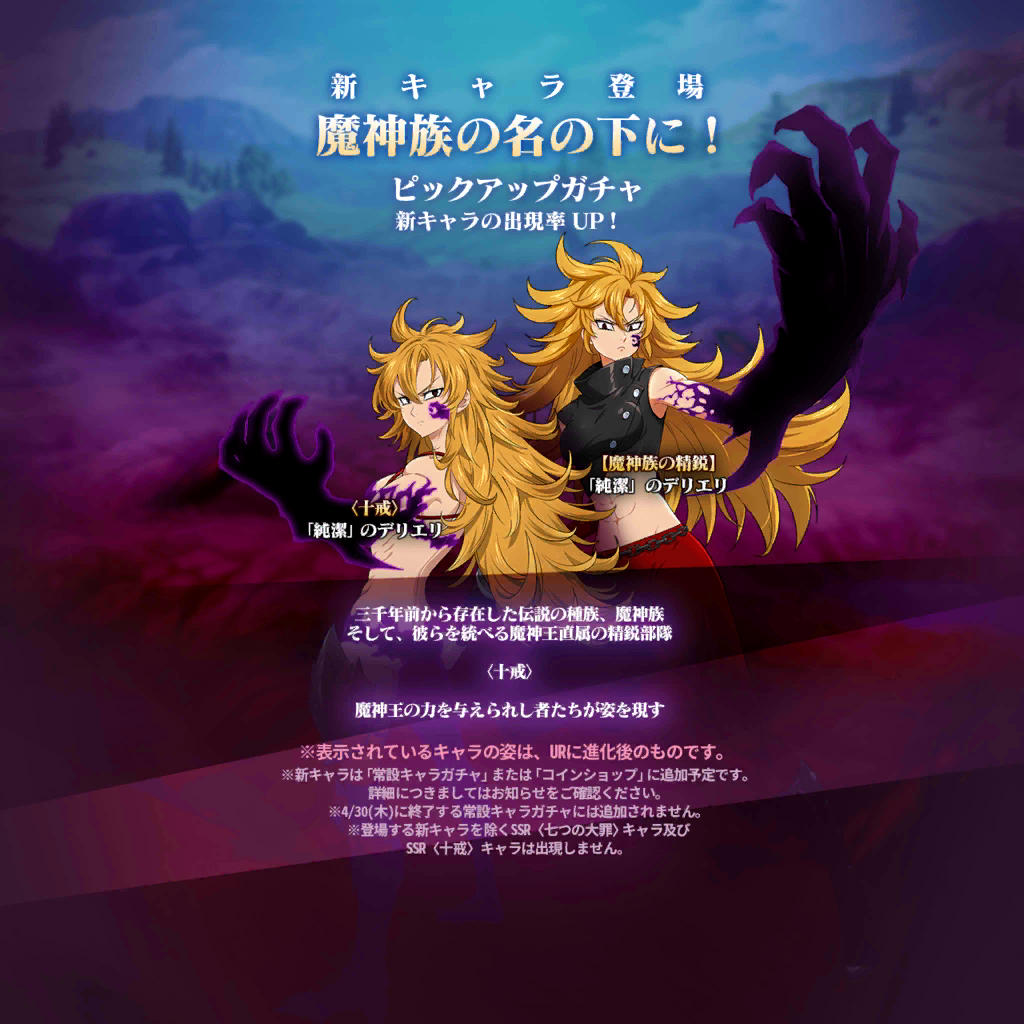 新キャラ登場
魔神族の名の下に！
ピックアップガチャ
新キャラの出現率UP！
【魔神族の精鋭】
「純潔」のデリエリ
〈十戒〉
「純潔」のデリエリ
三千年前から存在した伝説の種族、魔神族
そして、彼らを統べる魔神王直属の精鋭部隊
〈十戒〉
魔神王の力を与えられし者たちが姿を現す
※表示されているキャラの姿は、URに進化後のものです。
※新キャラは「常設キャラガチャ」または「コインショップ」に追加予定です。
詳細につきましてはお知らせをご確認ください。
※4/30(木)に終了する常設キャラガチャには追加されません。
※登場する新キャラを除くSSR〈七つの大罪〉キャラ及び
SSR〈十戒〉キャラは出現しません。